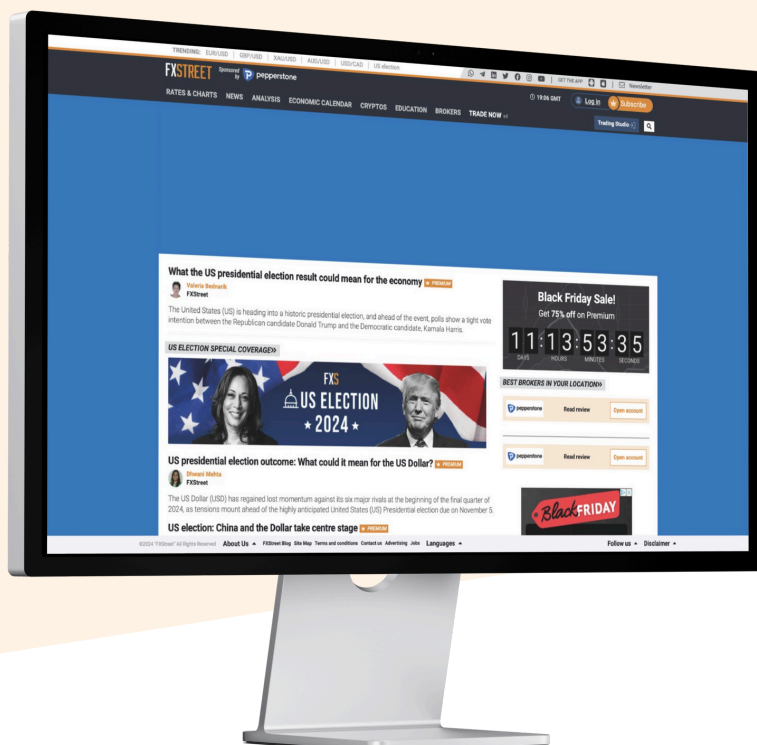 TRENDING: EUR/USD | GBP/USD | XAU/USD | AUD/USD | USD/CAD | US election
GET THE APP | Newsletter
FXSTREET Sponsored by pepperstone
19:06 GMT Log in Subscribe
RATES & CHARTS NEWS ANALYSIS ECONOMIC CALENDAR CRYPTOS EDUCATION BROKERS TRADE NOW
Trading Studio
What the US presidential election result could mean for the economy PREMIUM
Valeria Bednarik
FXStreet
The United States (US) is heading into a historic presidential election, and ahead of the event, polls show a tight vote
intention between the Republican candidate Donald Trump and the Democratic candidate, Kamala Harris.
US ELECTION SPECIAL COVERAGE»
FXS
US ELECTION
2024
US presidential election outcome: What could it mean for the US Dollar? PREMIUM
Dhwani Mehta
FXStreet
The US Dollar (USD) has regained lost momentum against its six major rivals at the beginning of the final quarter of
2024, as tensions mount ahead of the highly anticipated United States (US) Presidential election due on November 5.
US election: China and the Dollar take centre stage PREMIUM
Black Friday Sale!
Get 75% off on Premium
11:13:53:35
DAYS HOURS MINUTES SECONDS
BEST BROKERS IN YOUR LOCATION»
pepperstone Read review Open account
pepperstone Read review Open account
Black FRIDAY
©2024 "FXStreet" All Rights Reserved About Us FXStreet Blog Site Map Terms and conditions Contact us Advertising Jobs Languages Follow us Disclaimer